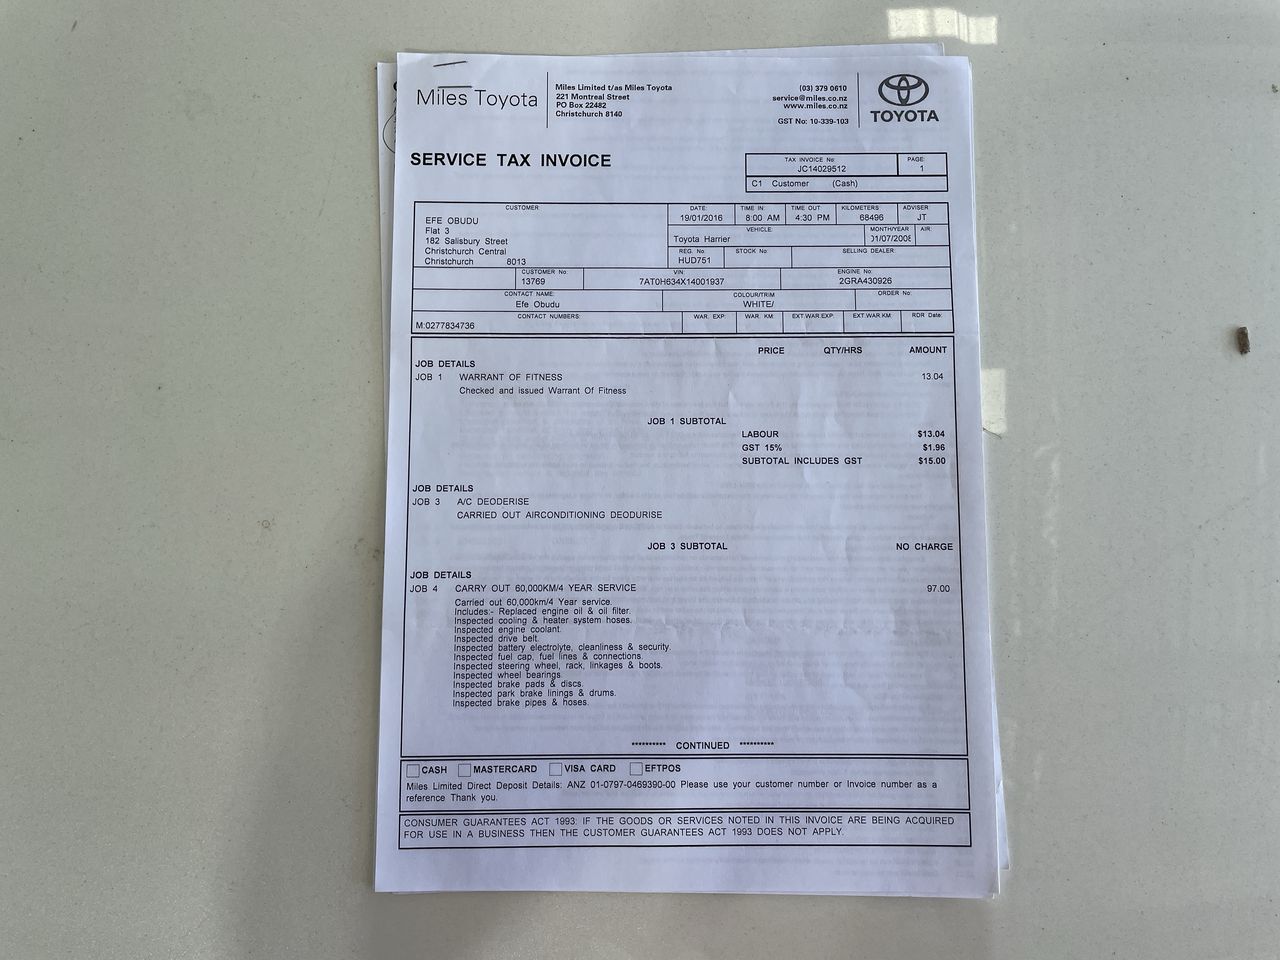 Miles Toyota
Miles Limited t/as Miles Toyota
221 Montreal Street
PO Box 22482
Christchurch 8140
(03) 379 0610
service@miles.co.nz
www.miles.co.nz
GST No: 10-339-103
TOYOTA
SERVICE TAX INVOICE
TAX INVOICE No: PAGE:
JC14029512 1
C1 Customer (Cash)
CUSTOMER
EFE OBUDU
Flat 3
182 Salisbury Street
Christchurch Central
Christchurch 8013
DATE: TIME IN: TIME OUT: KILOMETERS: ADVISER
19/01/2016 8:00 AM 4:30 PM 68496 JT
VEHICLE: MONTH/YEAR AIR:
Toyota Harrier 01/07/2008
REG. No: STOCK No: SELLING DEALER:
HUD751
CUSTOMER No: VIN: ENGINE No:
13769 7AT0H634X14001937 2GRA430926
CONTACT NAME: COLOUR/TRIM ORDER No:
Efe Obudu WHITE/
CONTACT NUMBERS: WAR. EXP: WAR. KM: EXT.WAR.EXP: EXT.WAR.KM: RDR Date:
M:0277834736
PRICE QTY/HRS AMOUNT
JOB DETAILS
JOB 1 WARRANT OF FITNESS 13.04
Checked and issued Warrant Of Fitness
JOB 1 SUBTOTAL
LABOUR $13.04
GST 15% $1.96
SUBTOTAL INCLUDES GST $15.00
JOB DETAILS
JOB 3 A/C DEODERISE
CARRIED OUT AIRCONDITIONING DEODURISE
JOB 3 SUBTOTAL NO CHARGE
JOB DETAILS
JOB 4 CARRY OUT 60,000KM/4 YEAR SERVICE 97.00
Carried out 60,000km/4 Year service.
Includes:- Replaced engine oil & oil filter.
Inspected cooling & heater system hoses.
Inspected engine coolant.
Inspected drive belt.
Inspected battery electrolyte, cleanliness & security.
Inspected fuel cap, fuel lines & connections.
Inspected steering wheel, rack, linkages & boots.
Inspected wheel bearings.
Inspected brake pads & discs.
Inspected park brake linings & drums.
Inspected brake pipes & hoses.
********** CONTINUED **********
CASH MASTERCARD VISA CARD EFTPOS
Miles Limited Direct Deposit Details: ANZ 01-0797-0469390-00 Please use your customer number or Invoice number as a
reference Thank you.
CONSUMER GUARANTEES ACT 1993: IF THE GOODS OR SERVICES NOTED IN THIS INVOICE ARE BEING ACQUIRED
FOR USE IN A BUSINESS THEN THE CUSTOMER GUARANTEES ACT 1993 DOES NOT APPLY.